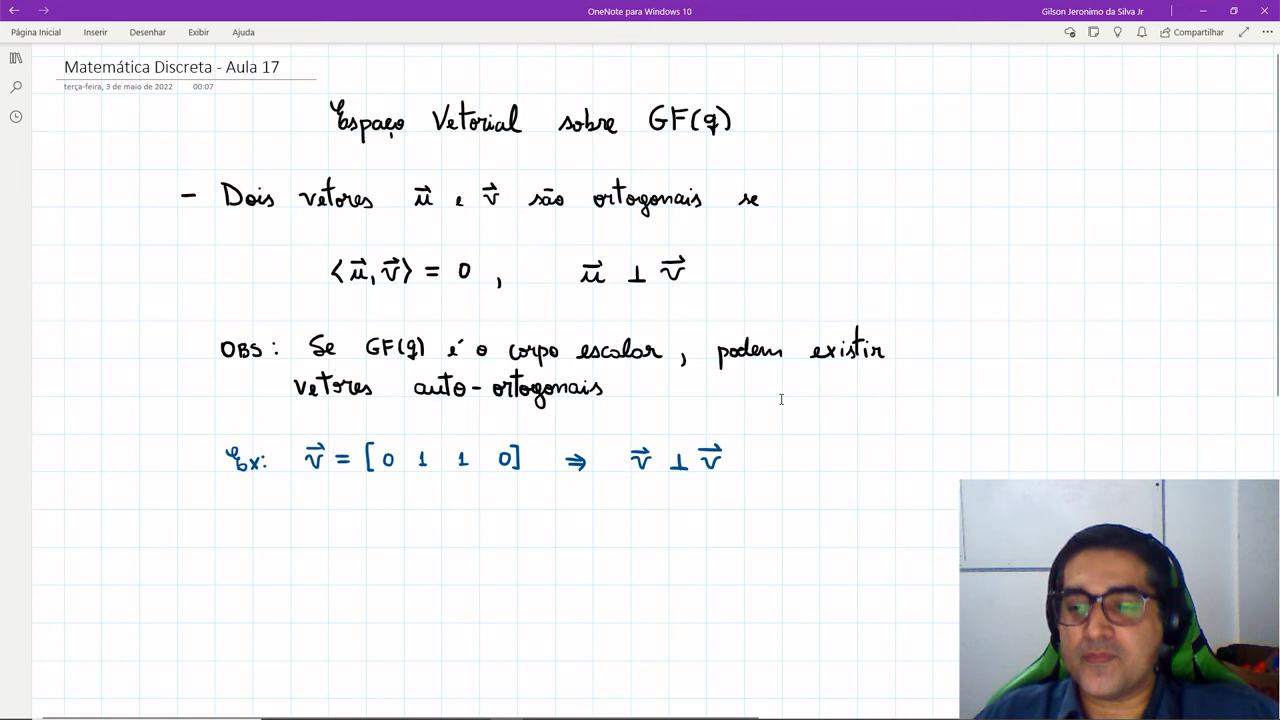 OneNote para Windows 10
Gilson Jeronimo da Silva Jr
Página Inicial Inserir Desenhar Exibir Ajuda
Compartilhar
Matemática Discreta - Aula 17
terça-feira, 3 de maio de 2022 00:07
Espaço Vetorial sobre GF(q)
- Dois vetores u⃗ e v⃗ são ortogonais se
⟨u⃗, v⃗⟩ = 0 , u⃗ ⊥ v⃗
OBS: Se GF(q) é o corpo escalar, podem existir
vetores auto-ortogonais
Ex: v⃗ = [0 1 1 0] ⇒ v⃗ ⊥ v⃗